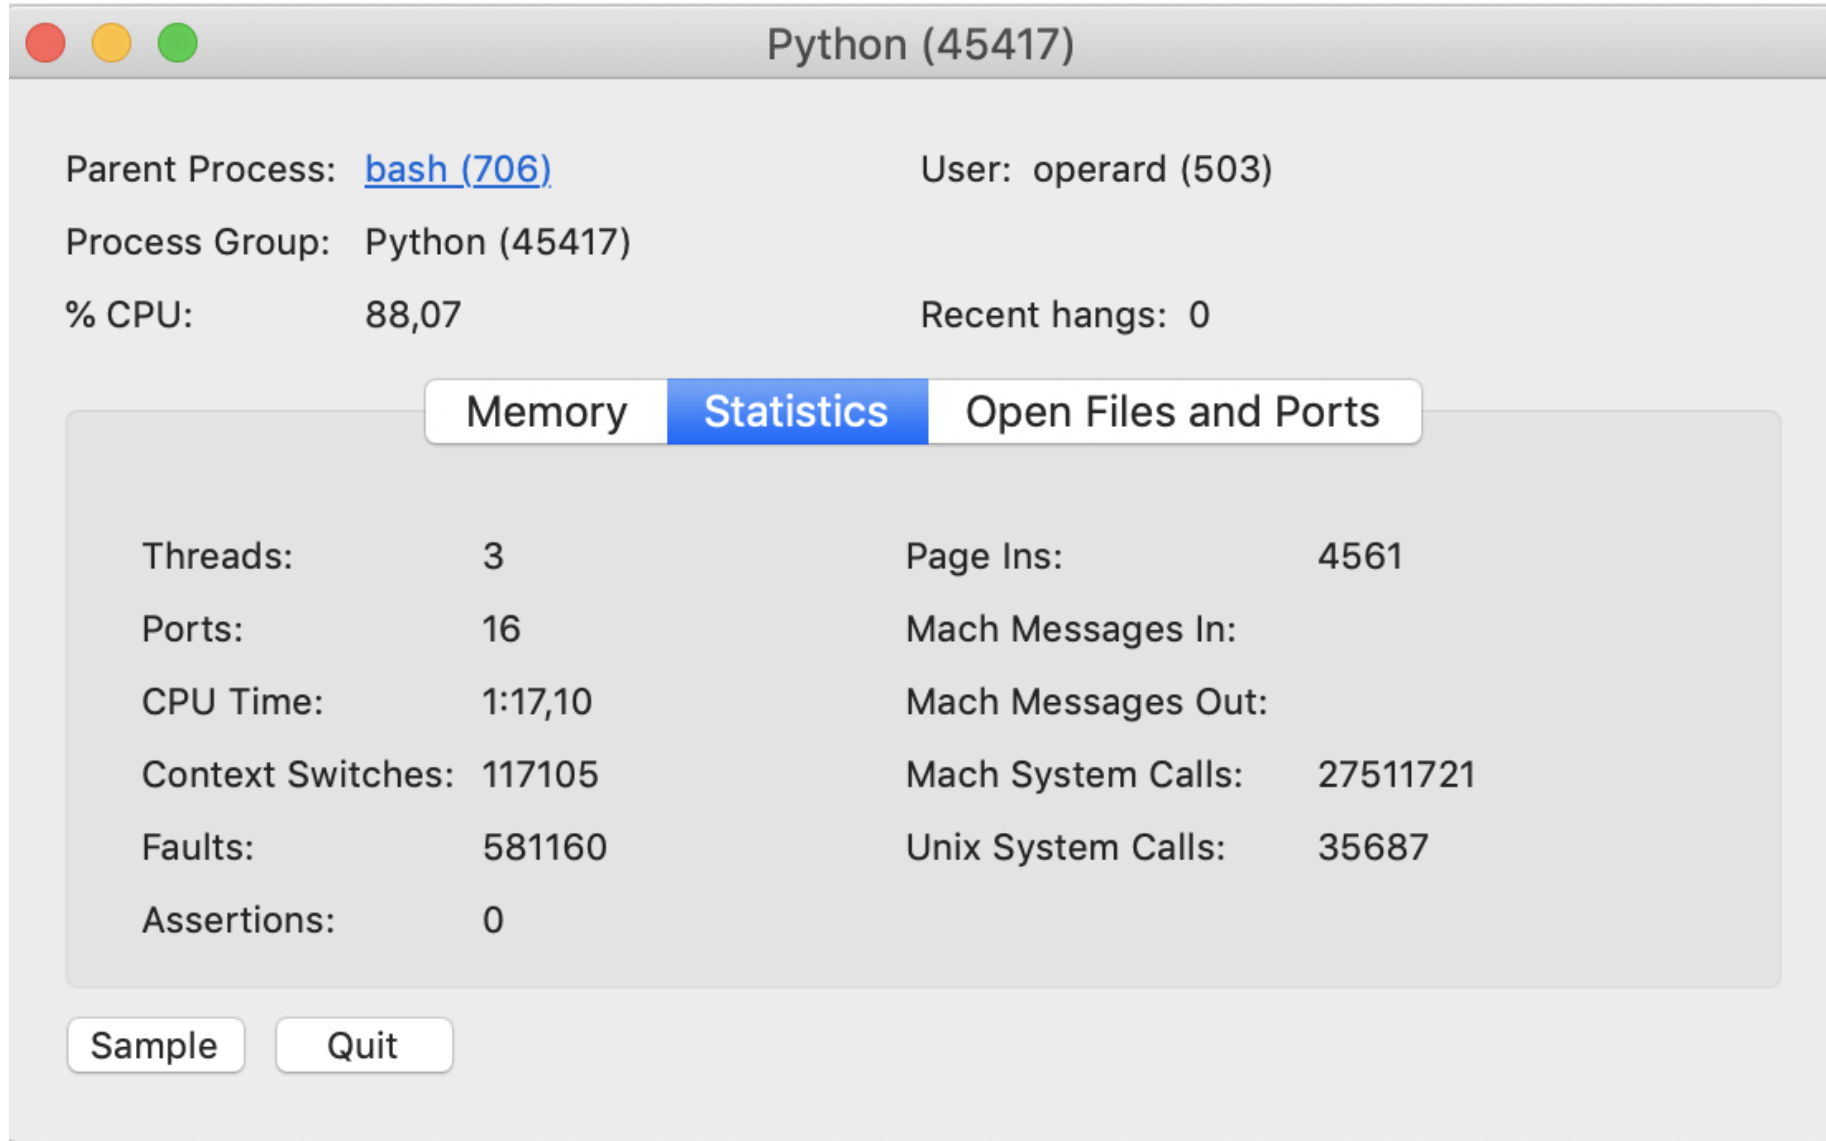 Python (45417)
Parent Process: bash (706) User: operard (503)
Process Group: Python (45417)
% CPU: 88,07 Recent hangs: 0
Memory Statistics Open Files and Ports
Threads: 3 Page Ins: 4561
Ports: 16 Mach Messages In:
CPU Time: 1:17,10 Mach Messages Out:
Context Switches: 117105 Mach System Calls: 27511721
Faults: 581160 Unix System Calls: 35687
Assertions: 0
Sample Quit